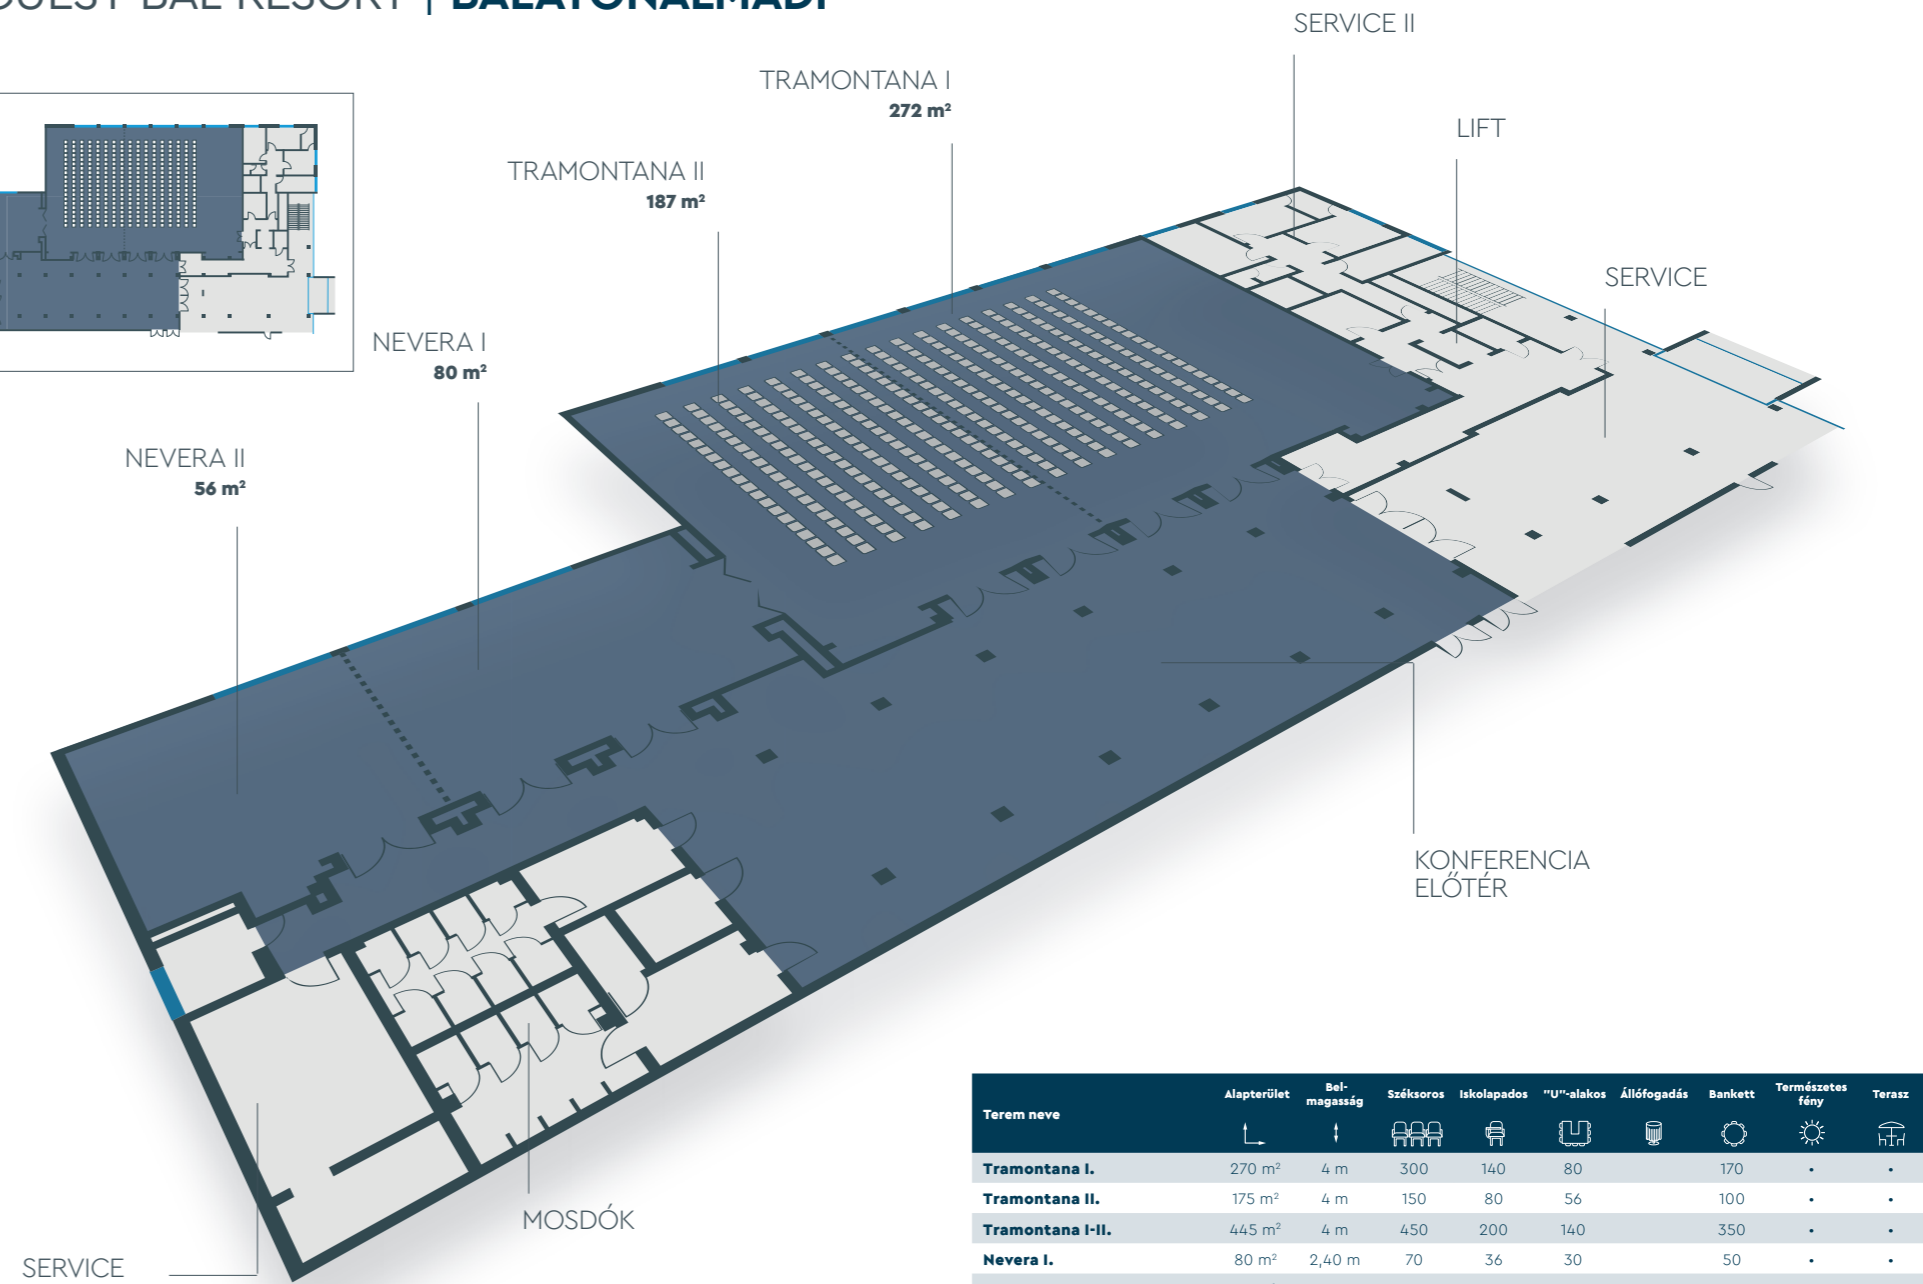 BAL RESORT | BALATONALMÁDI
SERVICE II
TRAMONTANA I
272 m²
LIFT
TRAMONTANA II
187 m²
SERVICE
NEVERA I
80 m²
NEVERA II
56 m²
KONFERENCIA
ELŐTÉR
MOSDÓK
SERVICE
Terem neve Alapterület Bel-magasság Széksoros Iskolapados "U"-alakos Állófogadás Bankett Természetes fény Terasz
Tramontana I. 270 m² 4 m 300 140 80 170 • •
Tramontana II. 175 m² 4 m 150 80 56 100 • •
Tramontana I-II. 445 m² 4 m 450 200 140 350 • •
Nevera I. 80 m² 2,40 m 70 36 30 50 • •